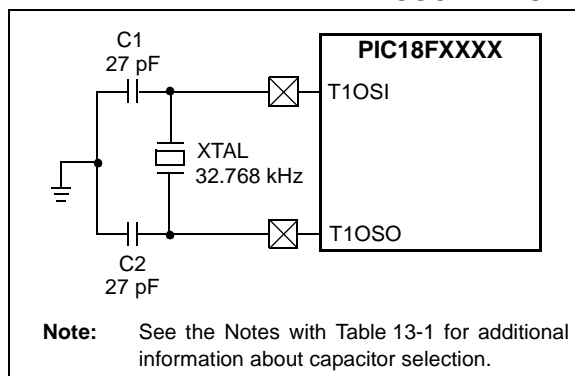 C1
27 pF
PIC18FXXXX
T1OSI
XTAL
32.768 kHz
T1OSO
C2
27 pF
Note: See the Notes with Table 13-1 for additional
information about capacitor selection.